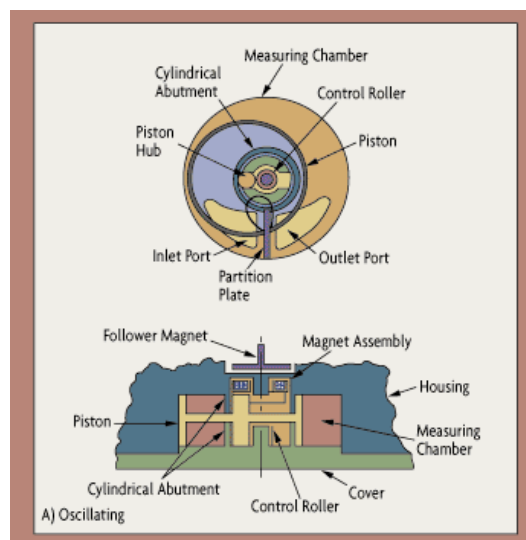 Measuring Chamber
Cylindrical
Abutment
Control Roller
Piston
Hub
Piston
Inlet Port
Outlet Port
Partition
Plate
Follower Magnet
Magnet Assembly
Housing
Piston
Measuring
Chamber
Cylindrical Abutment
Control Roller
Cover
A) Oscillating